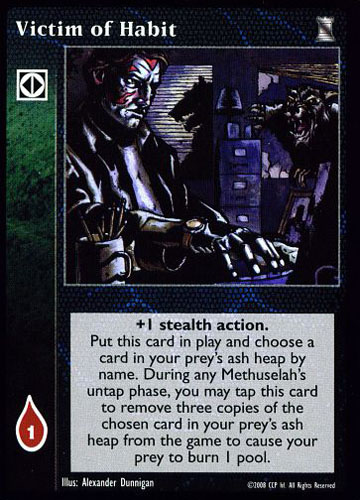 Victim of Habit
+1 stealth action.
Put this card in play and choose a
card in your prey's ash heap by
name. During any Methuselah's
untap phase, you may tap this card
to remove three copies of the
chosen card in your prey's ash
heap from the game to cause your
prey to burn 1 pool.
1
Illus: Alexander Dunnigan
©2008 CCP hf. All Rights Reserved